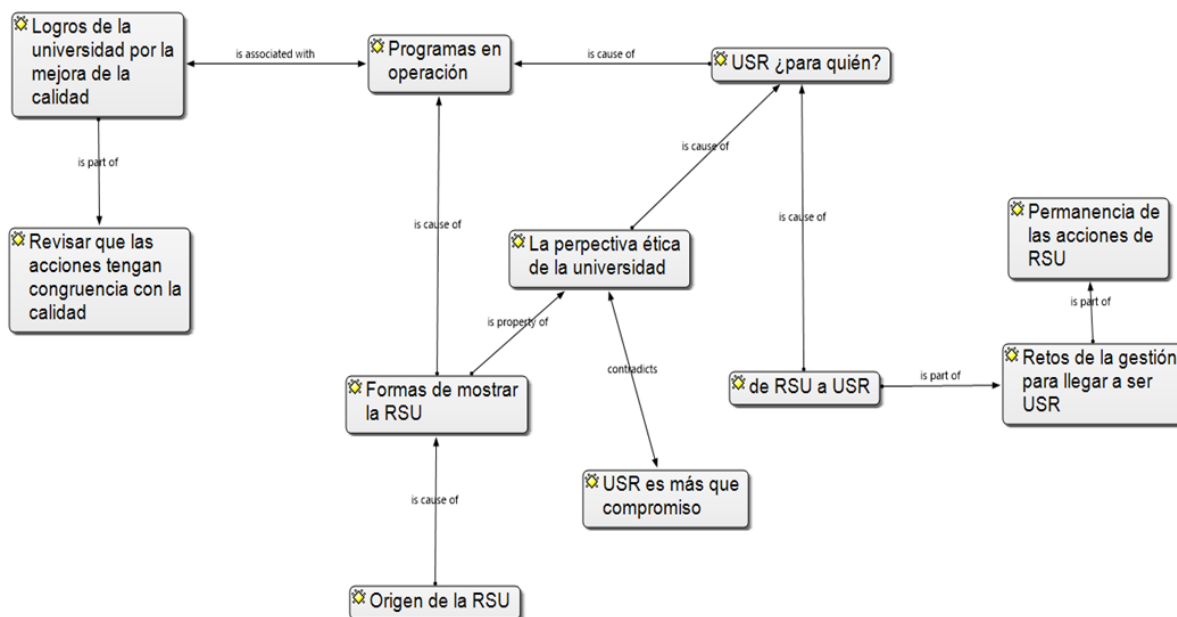 Logros de la
universidad por la
mejora de la
calidad
is associated with
Programas en
operación
is cause of
USR ¿para quién?
is part of
is cause of
is cause of
is cause of
Revisar que las
acciones tengan
congruencia con la
calidad
La perpectiva ética
de la universidad
Permanencia de
las acciones de
RSU
is property of
contradicts
is part of
Formas de mostrar
la RSU
de RSU a USR
is part of
Retos de la gestión
para llegar a ser
USR
is cause of
USR es más que
compromiso
Origen de la RSU